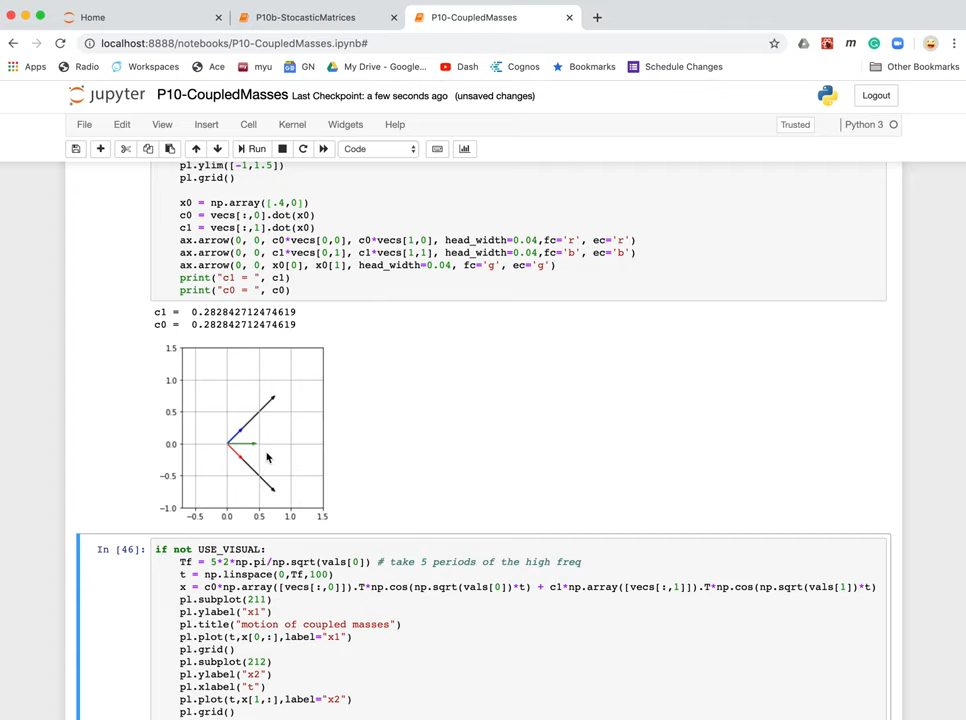 Home
P10b-StocasticMatrices
P10-CoupledMasses
localhost:8888/notebooks/P10-CoupledMasses.ipynb#
Apps Radio Workspaces Ace myu GN My Drive - Google... Dash Cognos Bookmarks Schedule Changes Other Bookmarks
jupyter P10-CoupledMasses Last Checkpoint: a few seconds ago (unsaved changes) Logout
File Edit View Insert Cell Kernel Widgets Help Trusted Python 3
Run Code
pl.ylim([-1,1.5])
pl.grid()
x0 = np.array([.4,0])
c0 = vecs[:,0].dot(x0)
c1 = vecs[:,1].dot(x0)
ax.arrow(0, 0, c0*vecs[0,0], c0*vecs[1,0], head_width=0.04,fc='r', ec='r')
ax.arrow(0, 0, c1*vecs[0,1], c1*vecs[1,1], head_width=0.04,fc='b', ec='b')
ax.arrow(0, 0, x0[0], x0[1], head_width=0.04, fc='g', ec='g')
print("c1 = ", c1)
print("c0 = ", c0)
c1 =  0.282842712474619
c0 =  0.282842712474619
1.5
1.0
0.5
0.0
−0.5
−1.0
−0.5 0.0 0.5 1.0 1.5
In [46]: if not USE_VISUAL:
Tf = 5*2*np.pi/np.sqrt(vals[0]) # take 5 periods of the high freq
t = np.linspace(0,Tf,100)
x = c0*np.array([vecs[:,0]]).T*np.cos(np.sqrt(vals[0])*t) + c1*np.array([vecs[:,1]]).T*np.cos(np.sqrt(vals[1])*t)
pl.subplot(211)
pl.ylabel("x1")
pl.title("motion of coupled masses")
pl.plot(t,x[0,:],label="x1")
pl.grid()
pl.subplot(212)
pl.ylabel("x2")
pl.xlabel("t")
pl.plot(t,x[1,:],label="x2")
pl.grid()